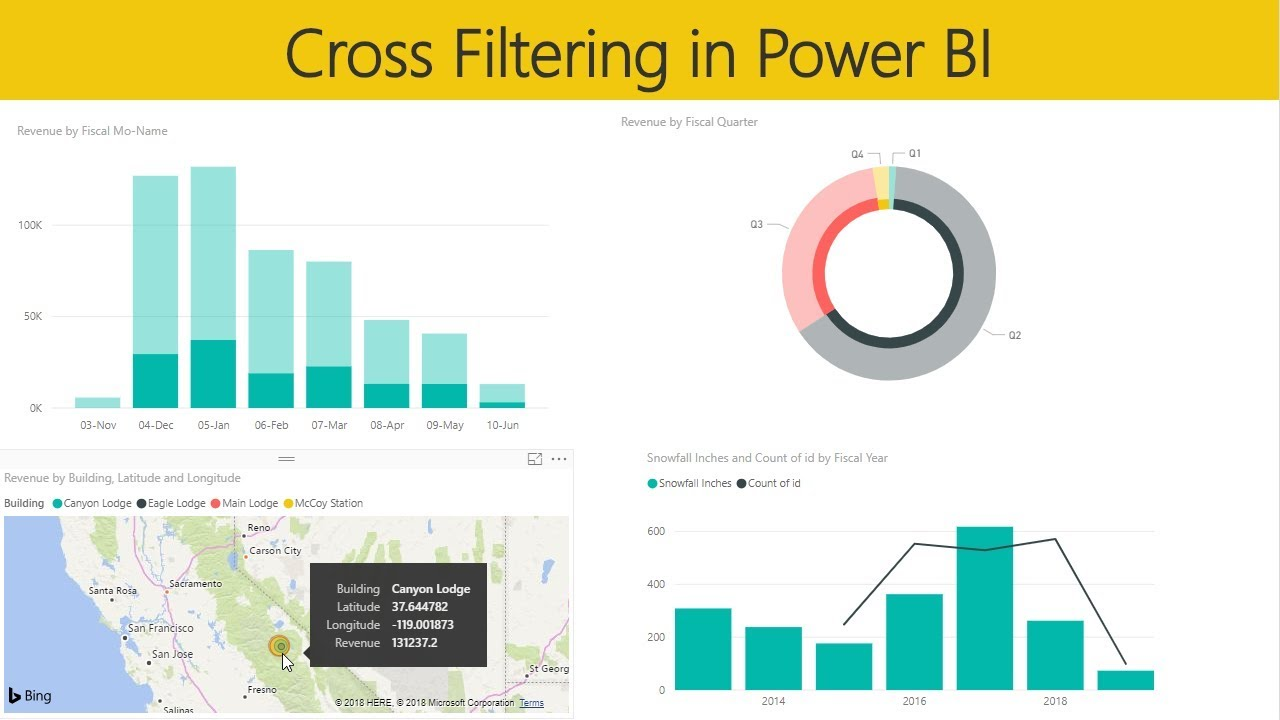 Cross Filtering in Power BI
Revenue by Fiscal Mo-Name
100K
50K
0K
03-Nov 04-Dec 05-Jan 06-Feb 07-Mar 08-Apr 09-May 10-Jun
Revenue by Fiscal Quarter
Q4 Q1
Q3
Q2
Revenue by Building, Latitude and Longitude
Building Canyon Lodge Eagle Lodge Main Lodge McCoy Station
Reno
Carson City
Sacramento
Santa Rosa
San Francisco
San Jose
Fresno
Salinas
St Georg
Building Canyon Lodge
Latitude 37.644782
Longitude -119.001873
Revenue 131237.2
Bing
© 2018 HERE, © 2018 Microsoft Corporation Terms
Snowfall Inches and Count of id by Fiscal Year
Snowfall Inches Count of id
600
400
200
0
2014 2016 2018